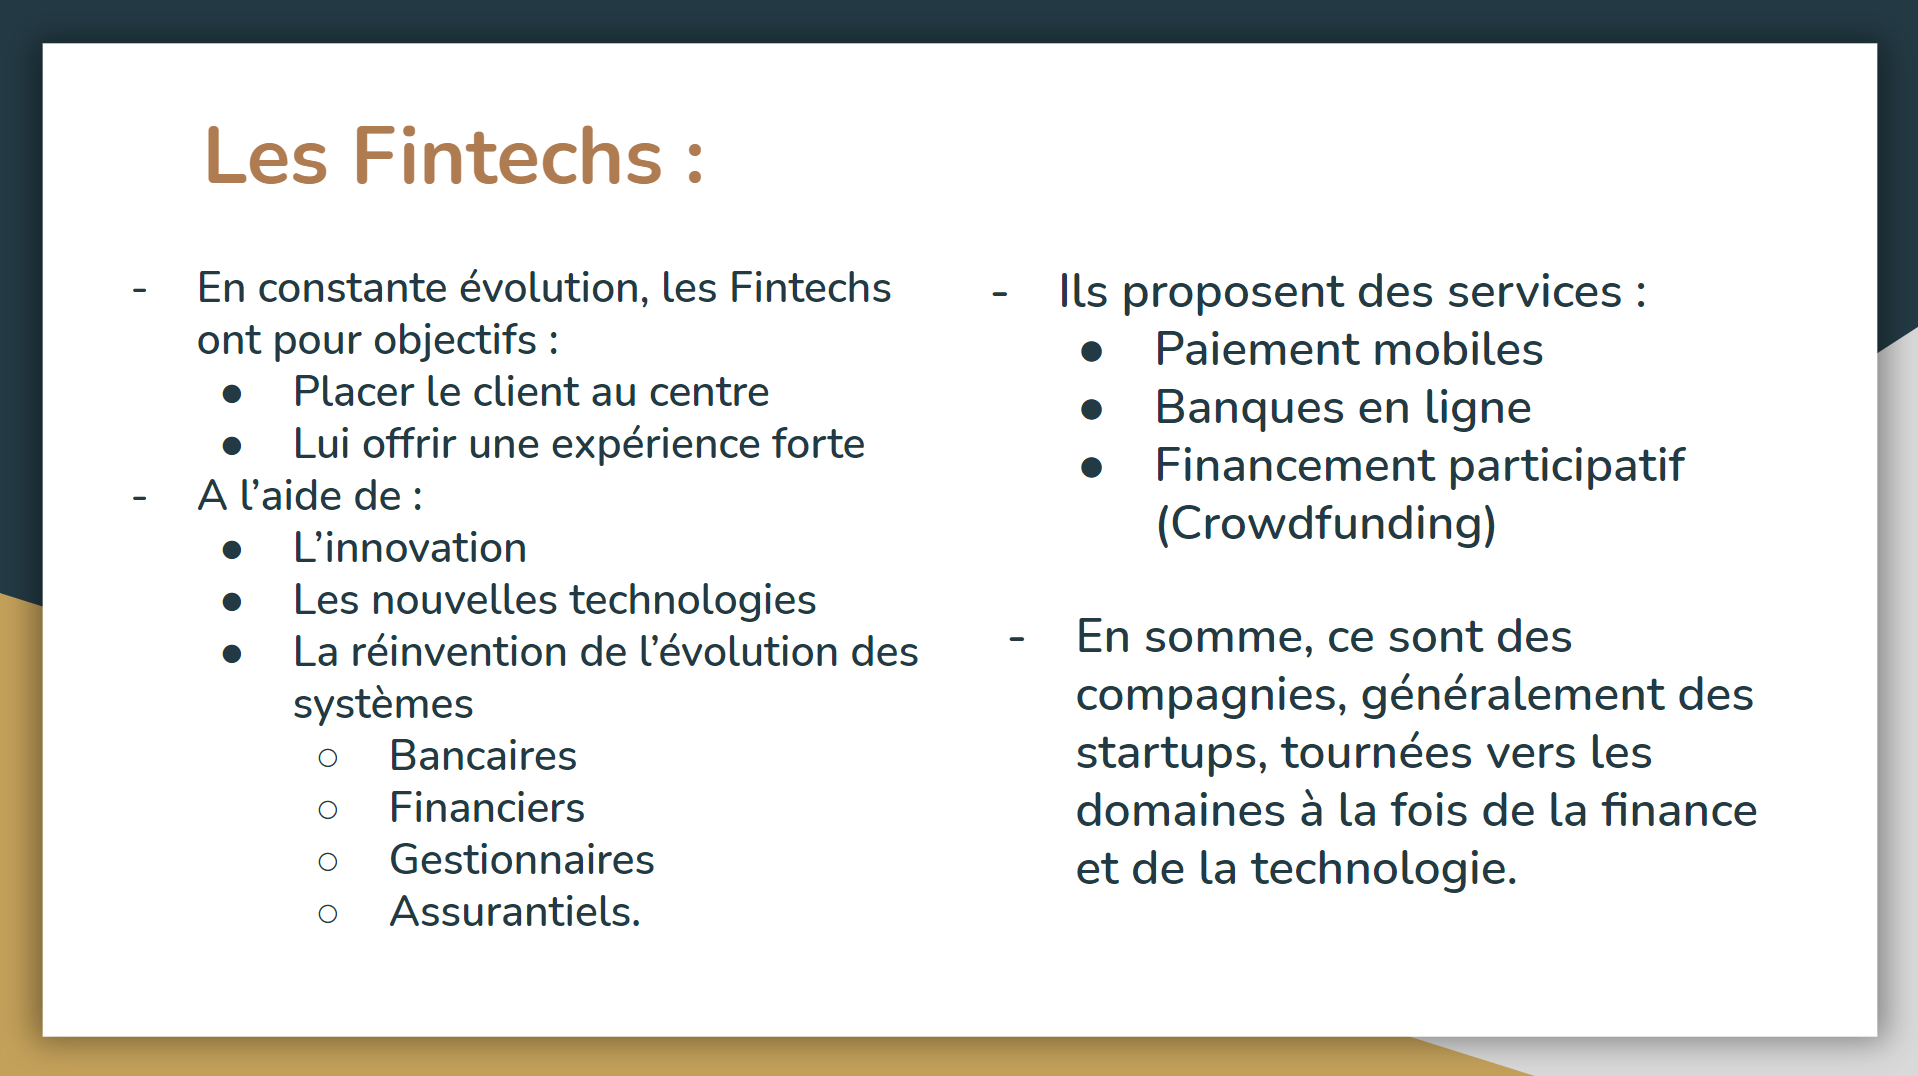 Les Fintechs :
- En constante évolution, les Fintechs
ont pour objectifs :
● Placer le client au centre
● Lui offrir une expérience forte
- A l’aide de :
● L’innovation
● Les nouvelles technologies
● La réinvention de l’évolution des
systèmes
○ Bancaires
○ Financiers
○ Gestionnaires
○ Assurantiels.
- Ils proposent des services :
● Paiement mobiles
● Banques en ligne
● Financement participatif
(Crowdfunding)
- En somme, ce sont des
compagnies, généralement des
startups, tournées vers les
domaines à la fois de la finance
et de la technologie.